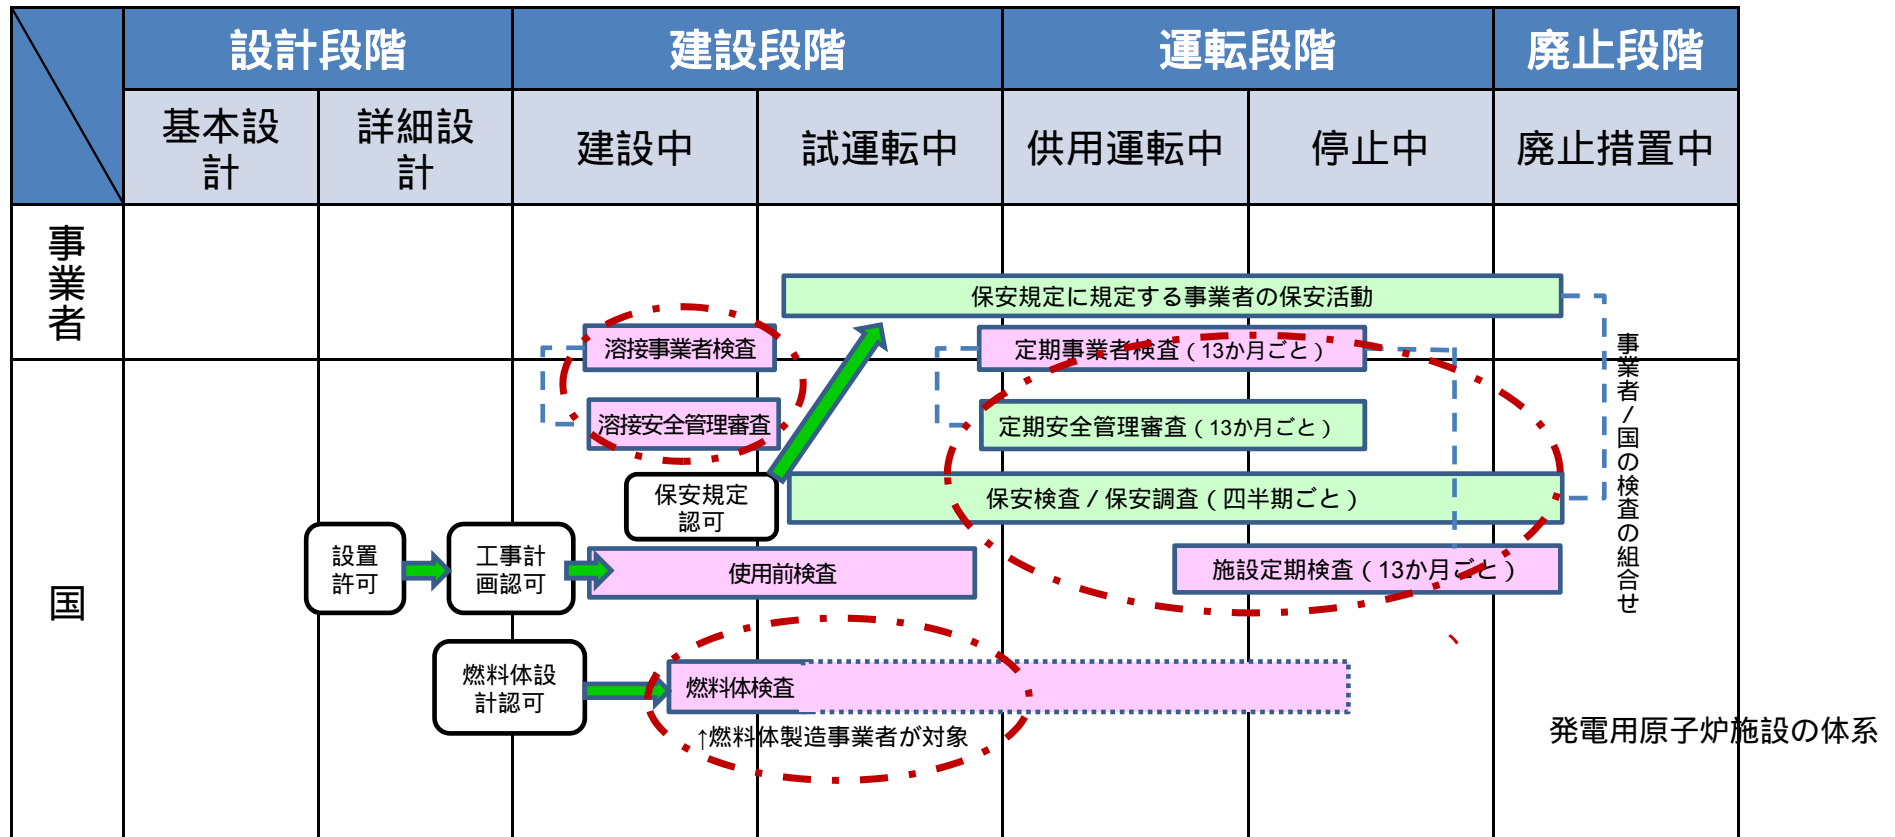 設計段階
建設段階
運転段階
廃止段階
基本設
計
詳細設
計
建設中
試運転中
供用運転中
停止中
廃止措置中
事業者
保安規定に規定する事業者の保安活動
溶接事業者検査
定期事業者検査（13か月ごと）
事業者/国の検査の組合せ
国
溶接安全管理審査
定期安全管理審査（13か月ごと）
保安規定
認可
保安検査/保安調査（四半期ごと）
設置
許可
工事計
画認可
使用前検査
施設定期検査（13か月ごと）
燃料体設
計認可
燃料体検査
↑燃料体製造事業者が対象
発電用原子炉施設の体系